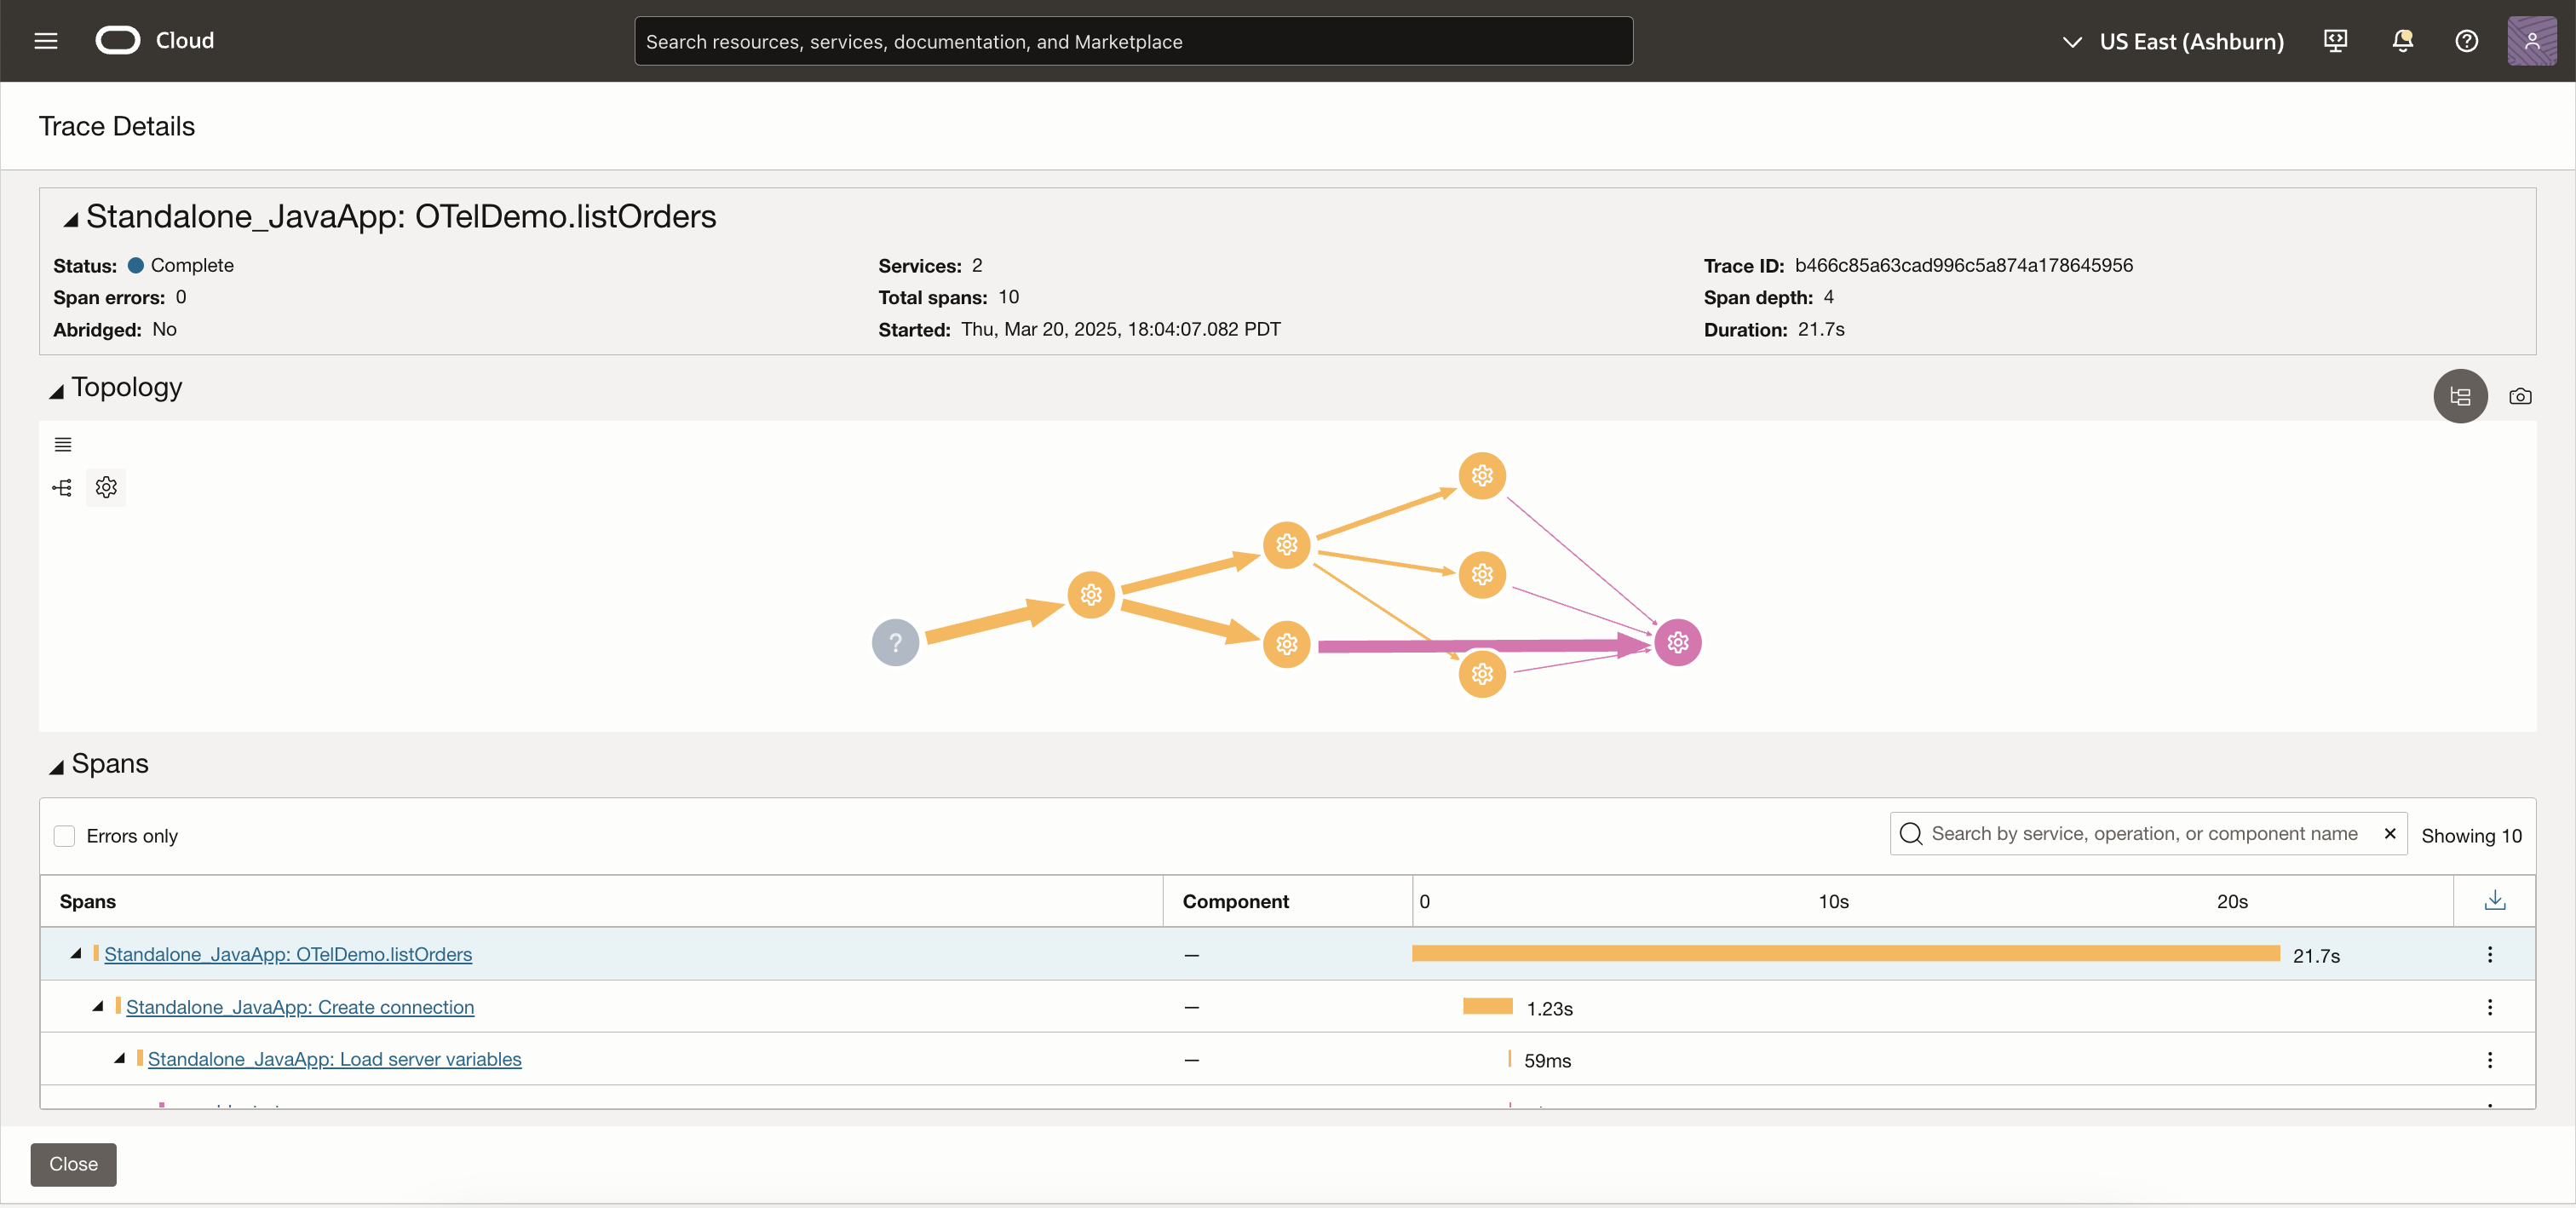 Cloud
Search resources, services, documentation, and Marketplace
US East (Ashburn)
Trace Details
Standalone_JavaApp: OTelDemo.listOrders
Status: Complete
Services: 2
Trace ID: b466c85a63cad996c5a874a178645956
Span errors: 0
Total spans: 10
Span depth: 4
Abridged: No
Started: Thu, Mar 20, 2025, 18:04:07.082 PDT
Duration: 21.7s
Topology
?
Spans
Errors only
Search by service, operation, or component name
Showing 10
Spans
Component
0
10s
20s
Standalone_JavaApp: OTelDemo.listOrders
—
21.7s
Standalone_JavaApp: Create connection
—
1.23s
Standalone_JavaApp: Load server variables
—
59ms
Close